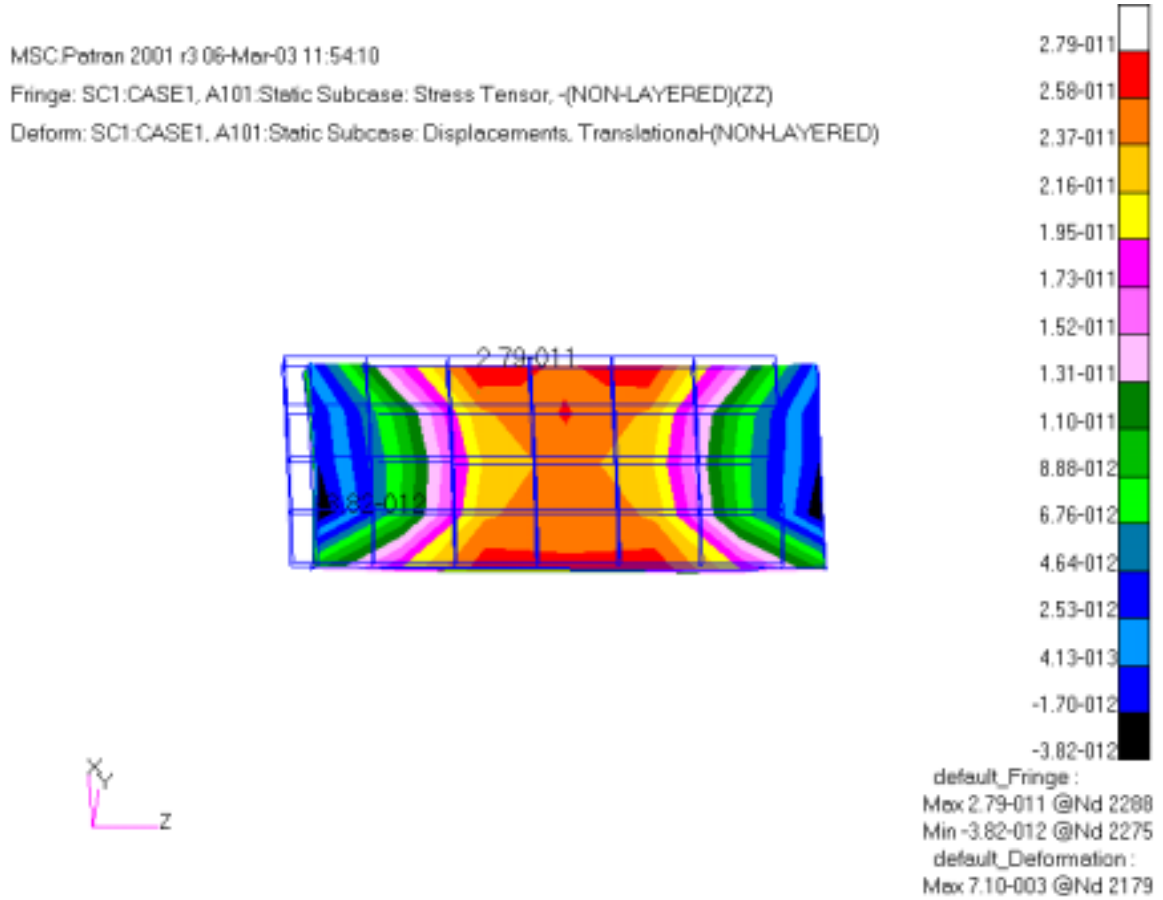 MSC.Patran 2001 r3 06-Mar-03 11:54:10
Fringe: SC1:CASE1, A101:Static Subcase: Stress Tensor, -(NON-LAYERED)(ZZ)
Deform: SC1:CASE1, A101:Static Subcase: Displacements, Translational-(NON-LAYERED)
2.79-011
2.58-011
2.37-011
2.16-011
1.95-011
1.73-011
1.52-011
1.31-011
1.10-011
8.88-012
6.76-012
4.64-012
2.53-012
4.13-013
-1.70-012
-3.82-012
2.79-011
-3.82-012
X
Y
Z
default_Fringe :
Max 2.79-011 @Nd 2288
Min -3.82-012 @Nd 2275
default_Deformation :
Max 7.10-003 @Nd 2179